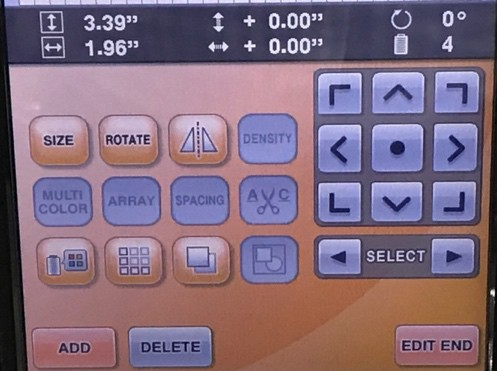 3.39" + 0.00" 0°
1.96" + 0.00" 4
SIZE ROTATE DENSITY
MULTI COLOR ARRAY SPACING A C
SELECT
ADD DELETE EDIT END